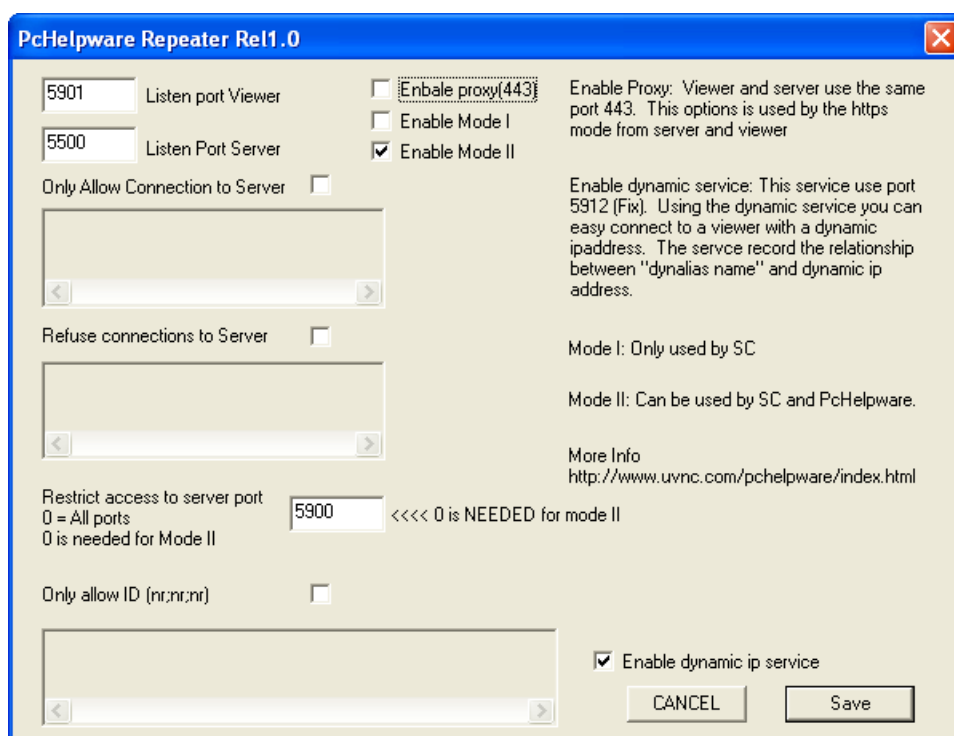 PcHelpware Repeater Rel1.0
5901 Listen port Viewer
5500 Listen Port Server
Enbale proxy(443)
Enable Mode I
Enable Mode II
Only Allow Connection to Server
Refuse connections to Server
Restrict access to server port
0 = All ports
0 is needed for Mode II
5900 <<<< 0 is NEEDED for mode II
Only allow ID (nr;nr;nr)
Enable Proxy: Viewer and server use the same
port 443. This options is used by the https
mode from server and viewer
Enable dynamic service: This service use port
5912 (Fix). Using the dynamic service you can
easy connect to a viewer with a dynamic
ipaddress. The servce record the relationship
between "dynalias name" and dynamic ip
address.
Mode I: Only used by SC
Mode II: Can be used by SC and PcHelpware.
More Info
http://www.uvnc.com/pchelpware/index.html
Enable dynamic ip service
CANCEL
Save